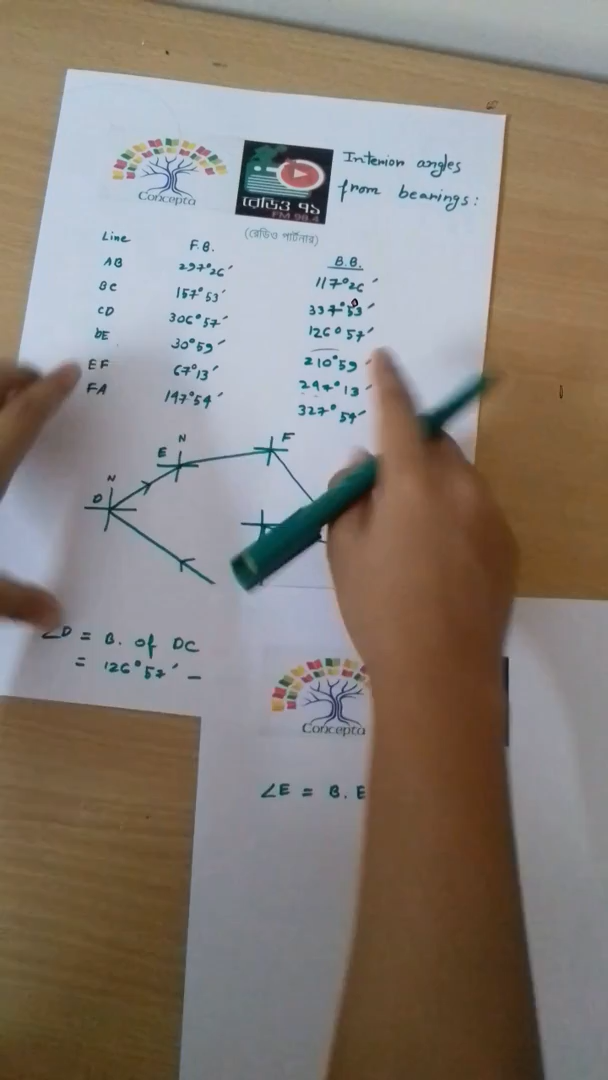 Concepta
রেডিও ৭১
FM 98.4
(রেডিও পার্টনার)
Interior angles
from bearings:
Line F.B. B.B.
AB 297°26′ 117°26′
BC 157°53′ 337°53′
CD 306°57′ 126°57′
DE 30°59′ 210°59′
EF 67°13′ 247°13′
FA 147°54′ 327°54′
N
E
F
N
D
∠D = B. of DC
= 126°57′ –
Concepta
∠E = B. E